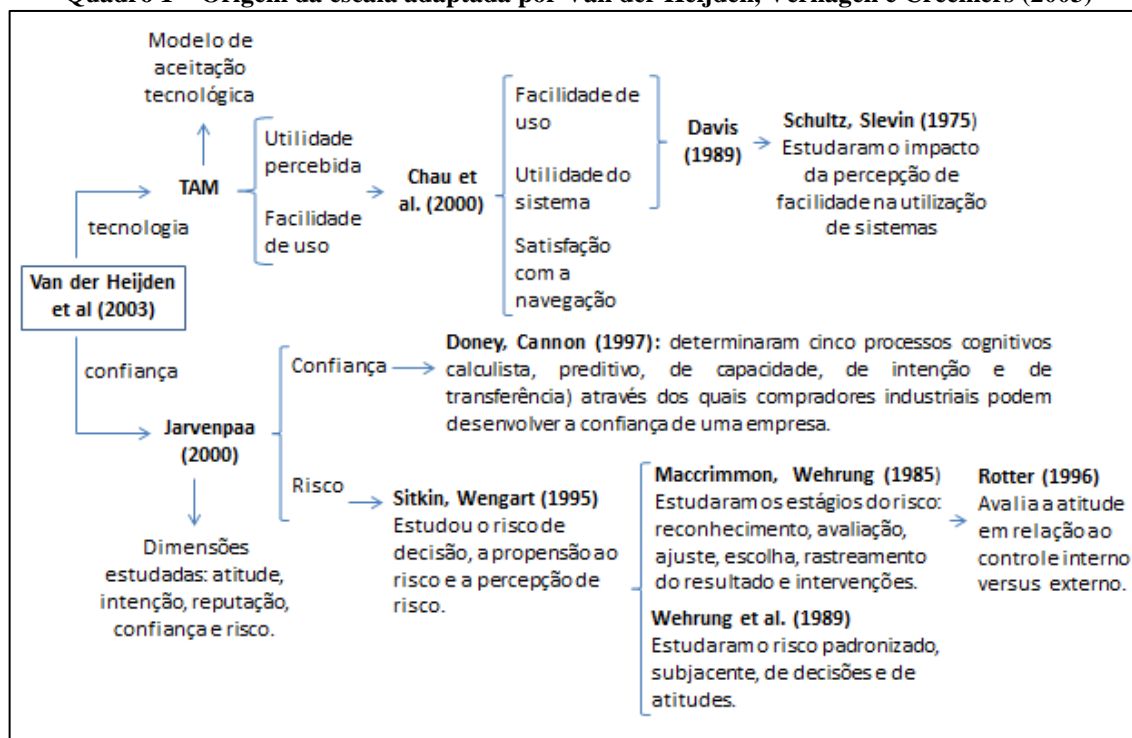 Quadro 1 – Origem da escala adaptada por Van der Heijden, Verhagen e Creemers (2003)
Modelo de
aceitação
tecnológica
TAM
tecnologia
Utilidade
percebida
Facilidade
de uso
Chau et
al. (2000)
Facilidade de
uso
Utilidade do
sistema
Satisfação
com a
navegação
Davis
(1989)
Schultz, Slevin (1975)
Estudaram o impacto
da percepção de
facilidade na utilização
de sistemas
Van der Heijden
et al (2003)
confiança
Jarvenpaa
(2000)
Dimensões
estudadas: atitude,
intenção, reputação,
confiança e risco.
Confiança
Doney, Cannon (1997): determinaram cinco processos cognitivos
calculista, preditivo, de capacidade, de intenção e de
transferência) através dos quais compradores industriais podem
desenvolver a confiança de uma empresa.
Risco
Sitkin, Wengart (1995)
Estudou o risco de
decisão, a propensão ao
risco e a percepção de
risco.
Maccrimmon, Wehrung (1985)
Estudaram os estágios do risco:
reconhecimento, avaliação,
ajuste, escolha, rastreamento
do resultado e intervenções.
Wehrung et al. (1989)
Estudaram o risco padronizado,
subjacente, de decisões e de
atitudes.
Rotter (1996)
Avalia a atitude
em relação ao
controle interno
versus externo.